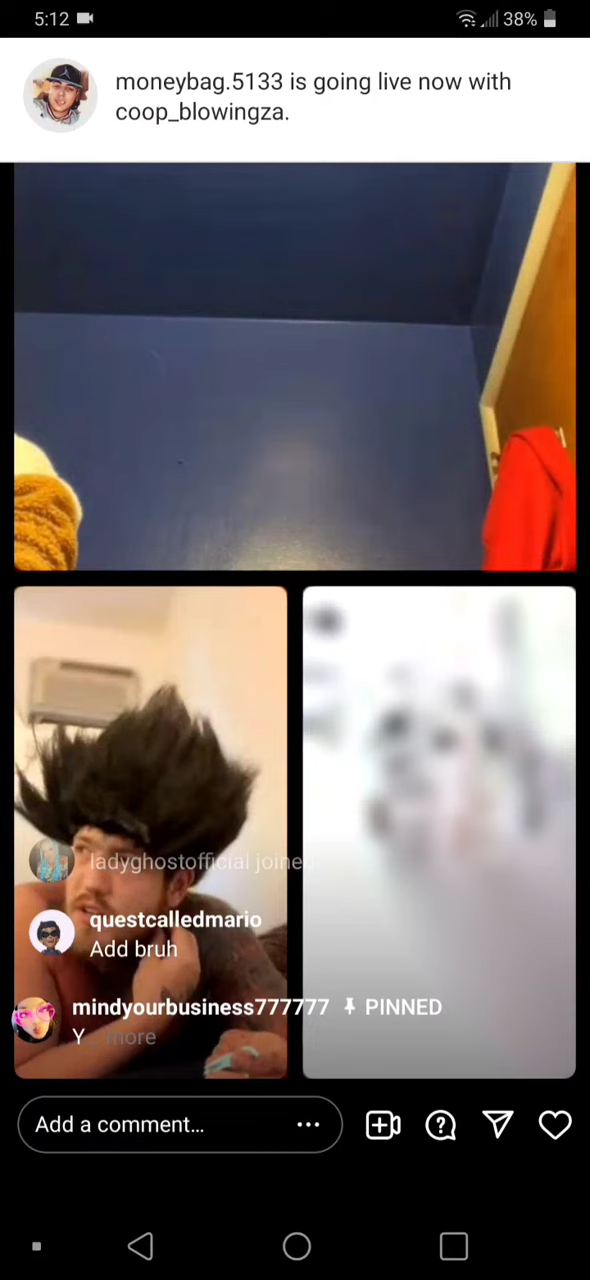 5:12
38%
moneybag.5133 is going live now with
coop_blowingza.
ladyghostofficial joined
questcalledmario
Add bruh
mindyourbusiness777777 PINNED
Y... more
Add a comment...